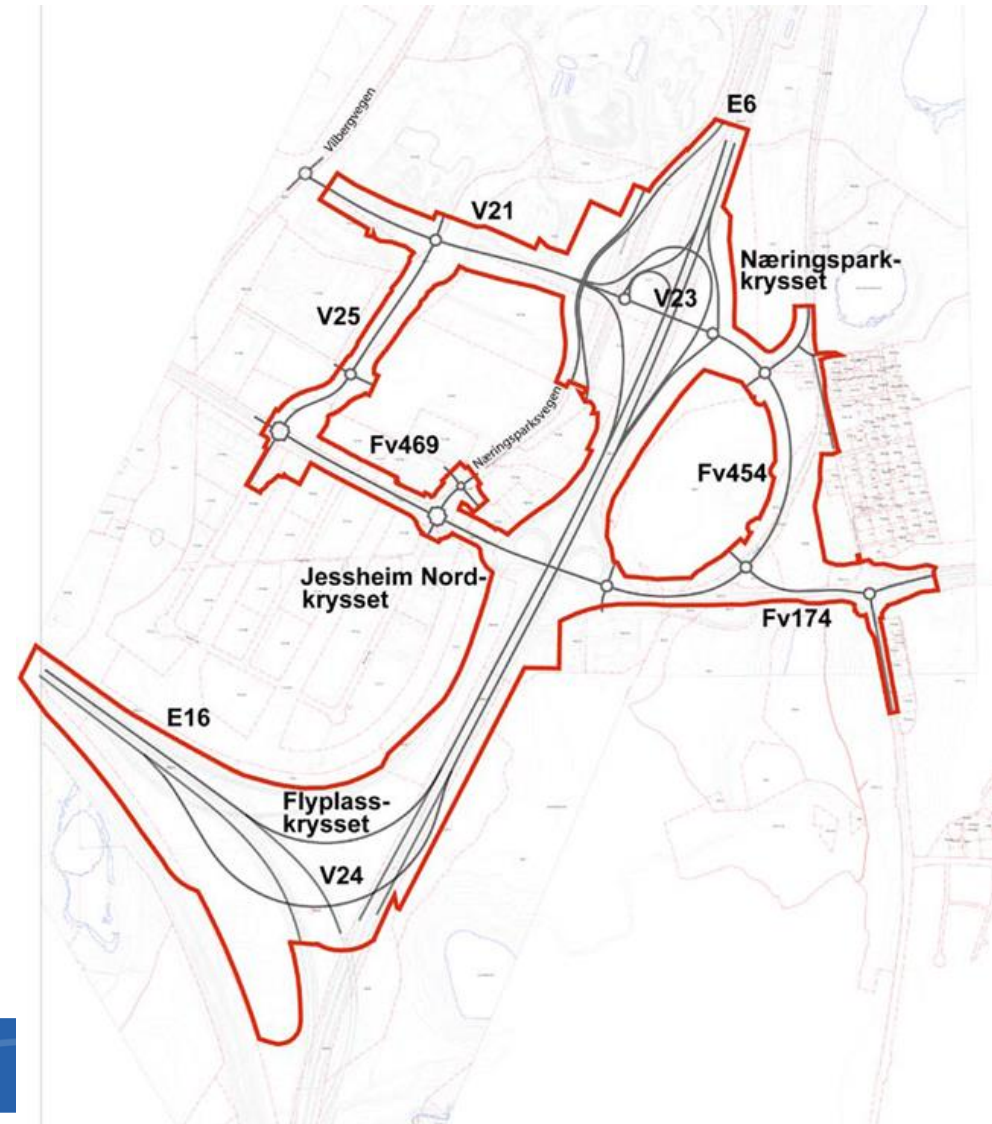 E6
Vilbergvegen
V21
Næringspark-
krysset
V23
V25
Næringsparksvegen
Fv469
Fv454
Jessheim Nord-
krysset
Fv174
E16
Flyplass-
krysset
V24